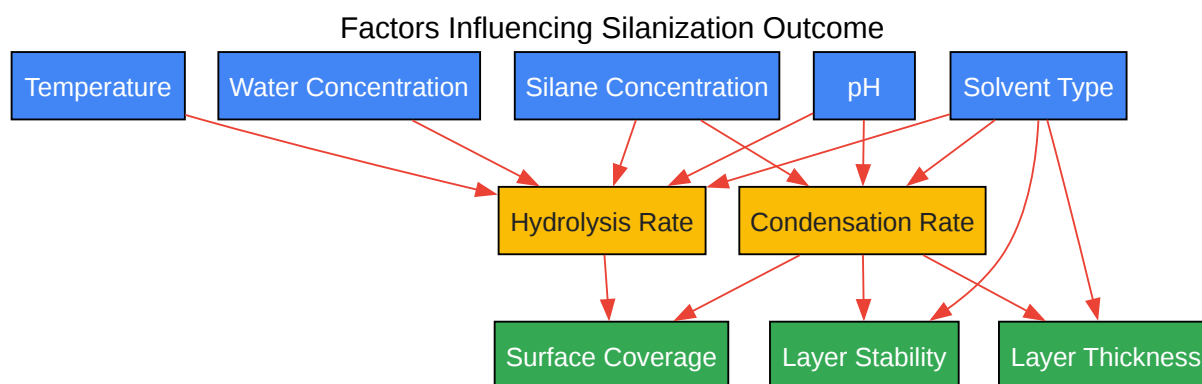 Factors Influencing Silanization Outcome
Temperature
Water Concentration
Silane Concentration
pH
Solvent Type
Hydrolysis Rate
Condensation Rate
Surface Coverage
Layer Stability
Layer Thickness